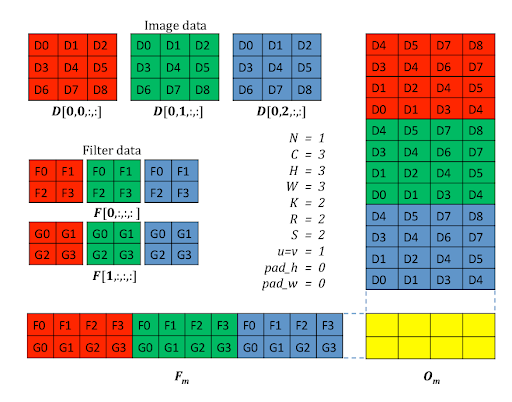 Image data
D0 D1 D2 D0 D1 D2 D0 D1 D2
D3 D4 D5 D3 D4 D5 D3 D4 D5
D6 D7 D8 D6 D7 D8 D6 D7 D8
D[0,0,:,:] D[0,1,:,:] D[0,2,:,:]
Filter data
F0 F1 F0 F1 F0 F1
F2 F3 F2 F3 F2 F3
F[0,:,:,: ]
G0 G1 G0 G1 G0 G1
G2 G3 G2 G3 G2 G3
F[1,:,:,:]
N = 1
C = 3
H = 3
W = 3
K = 2
R = 2
S = 2
u=v = 1
pad_h = 0
pad_w = 0
D4 D5 D7 D8
D3 D4 D6 D7
D1 D2 D4 D5
D0 D1 D3 D4
D4 D5 D7 D8
D3 D4 D6 D7
D1 D2 D4 D5
D0 D1 D3 D4
D4 D5 D7 D8
D3 D4 D6 D7
D1 D2 D4 D5
D0 D1 D3 D4
F0 F1 F2 F3 F0 F1 F2 F3 F0 F1 F2 F3
G0 G1 G2 G3 G0 G1 G2 G3 G0 G1 G2 G3
Fm
Om